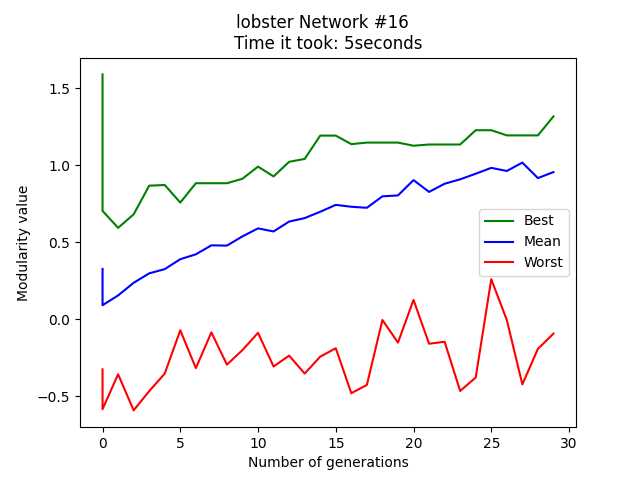 lobster Network #16
Time it took: 5seconds
Modularity value
1.5
1.0
0.5
0.0
−0.5
0 5 10 15 20 25 30
Number of generations
Best
Mean
Worst